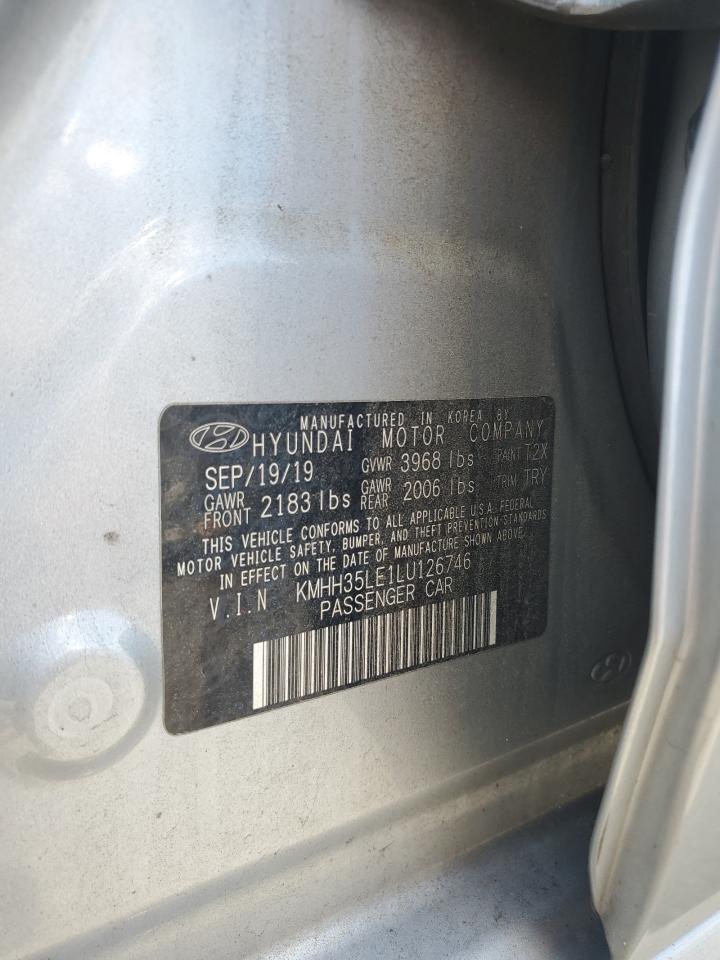 MANUFACTURED IN KOREA BY
HYUNDAI MOTOR COMPANY
SEP/19/19 GVWR 3968 lbs PAINT T2X
GAWR FRONT 2183 lbs GAWR REAR 2006 lbs TRIM TRY
THIS VEHICLE CONFORMS TO ALL APPLICABLE U.S.A. FEDERAL
MOTOR VEHICLE SAFETY, BUMPER, AND THEFT PREVENTION STANDARDS
IN EFFECT ON THE DATE OF MANUFACTURE SHOWN ABOVE.
V.I.N KMHH35LE1LU126746
PASSENGER CAR